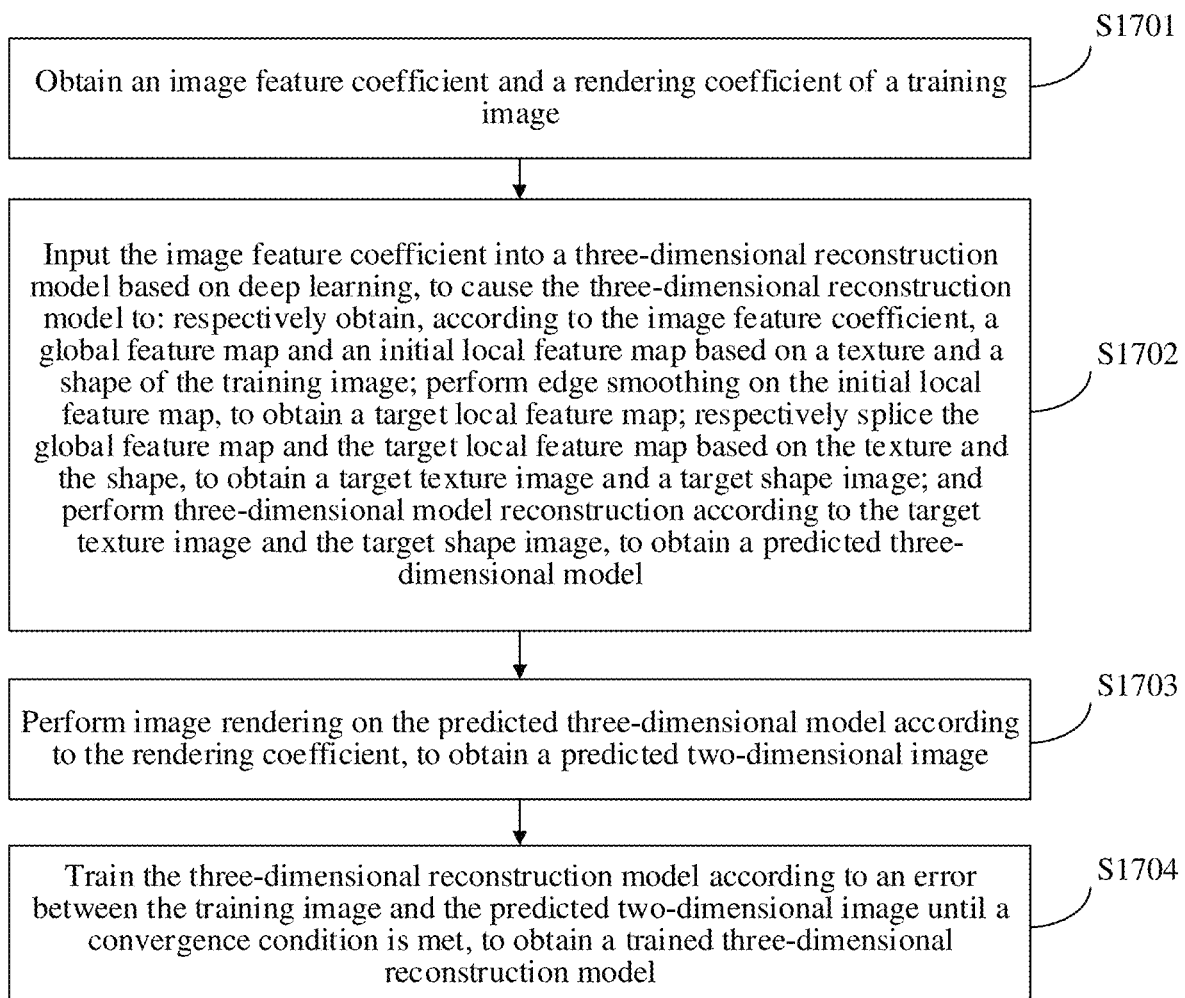 S1701
Obtain an image feature coefficient and a rendering coefficient of a training
image
Input the image feature coefficient into a three-dimensional reconstruction
model based on deep learning, to cause the three-dimensional reconstruction
model to: respectively obtain, according to the image feature coefficient, a
global feature map and an initial local feature map based on a texture and a
shape of the training image; perform edge smoothing on the initial local
feature map, to obtain a target local feature map; respectively splice the
global feature map and the target local feature map based on the texture and
the shape, to obtain a target texture image and a target shape image; and
perform three-dimensional model reconstruction according to the target
texture image and the target shape image, to obtain a predicted three-
dimensional model
S1702
S1703
Perform image rendering on the predicted three-dimensional model according
to the rendering coefficient, to obtain a predicted two-dimensional image
S1704
Train the three-dimensional reconstruction model according to an error
between the training image and the predicted two-dimensional image until a
convergence condition is met, to obtain a trained three-dimensional
reconstruction model